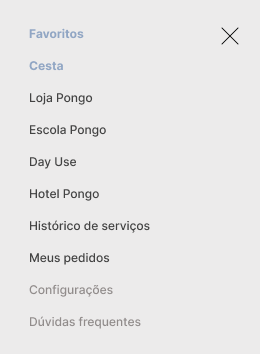 Favoritos
Cesta
Loja Pongo
Escola Pongo
Day Use
Hotel Pongo
Histórico de serviços
Meus pedidos
Configurações
Dúvidas frequentes